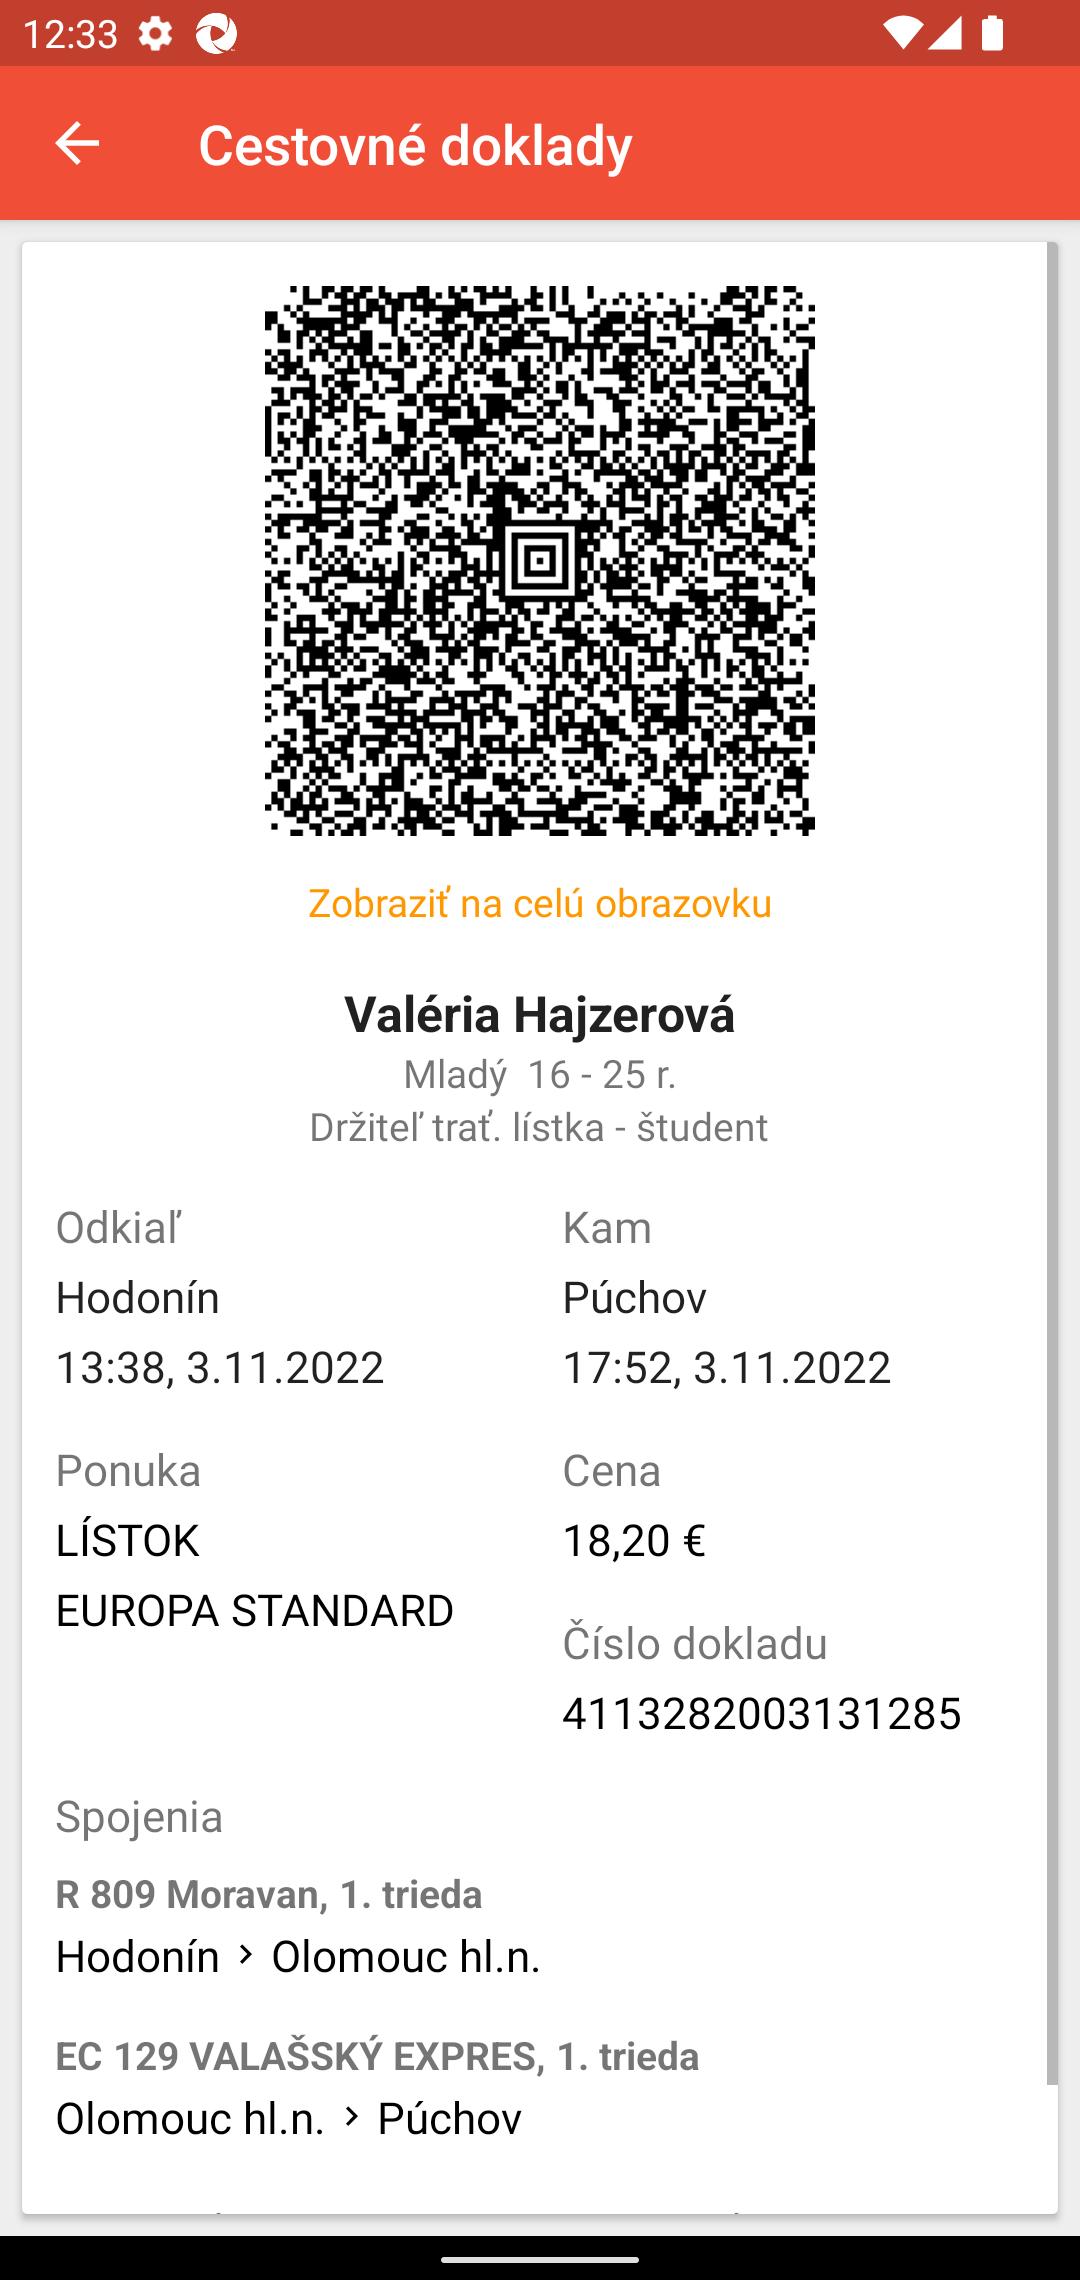 12:33
Cestovné doklady
Zobraziť na celú obrazovku
Valéria Hajzerová
Mladý 16 - 25 r.
Držiteľ trať. lístka - študent
Odkiaľ
Kam
Hodonín
Púchov
13:38, 3.11.2022
17:52, 3.11.2022
Ponuka
Cena
LÍSTOK
18,20 €
EUROPA STANDARD
Číslo dokladu
4113282003131285
Spojenia
R 809 Moravan, 1. trieda
Hodonín > Olomouc hl.n.
EC 129 VALAŠSKÝ EXPRES, 1. trieda
Olomouc hl.n. > Púchov